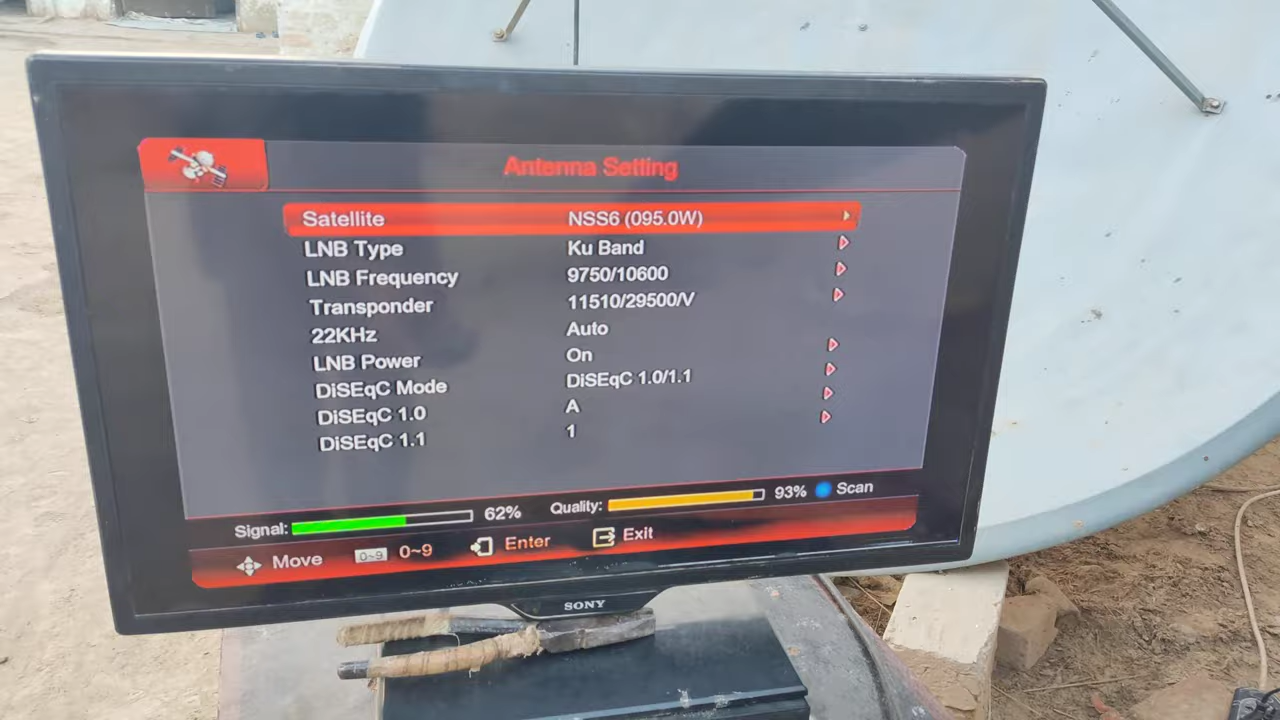 Antenna Setting
Satellite NSS6 (095.0W)
LNB Type Ku Band
LNB Frequency 9750/10600
Transponder 11510/29500/V
22KHz Auto
LNB Power On
DiSEqC Mode DiSEqC 1.0/1.1
DiSEqC 1.0 A
DiSEqC 1.1 1
Signal: 62% Quality: 93% Scan
Move 0~9 0~9 Enter Exit
SONY